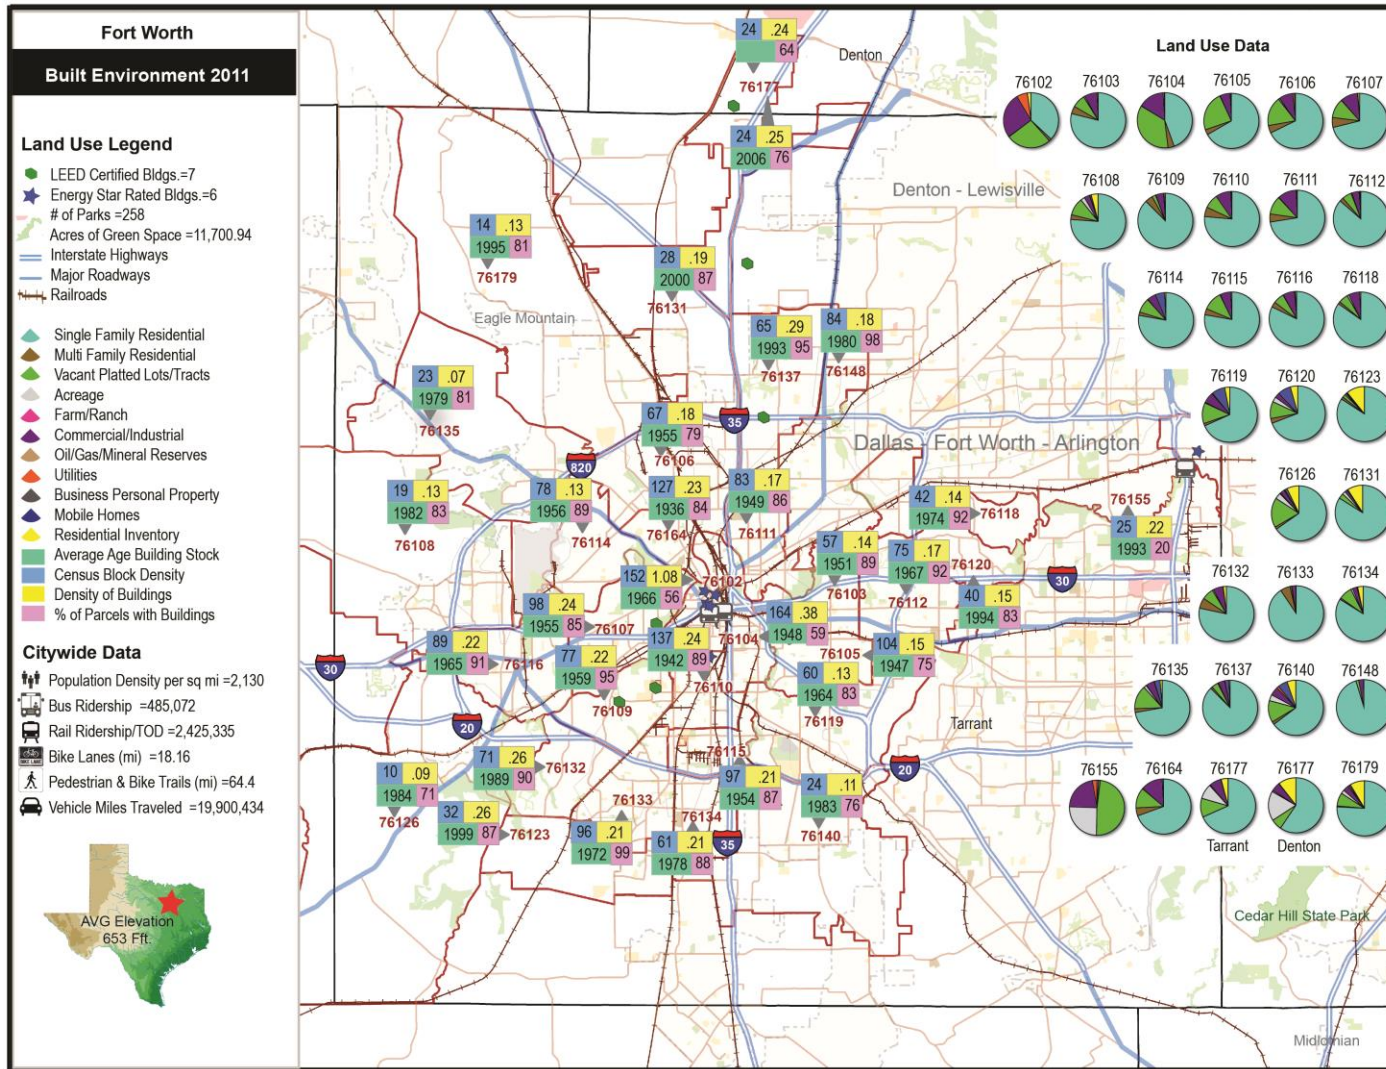 Fort Worth
Built Environment 2011
Land Use Legend
LEED Certified Bldgs.=7
Energy Star Rated Bldgs.=6
# of Parks =258
Acres of Green Space =11,700.94
Interstate Highways
Major Roadways
Railroads
Single Family Residential
Multi Family Residential
Vacant Platted Lots/Tracts
Acreage
Farm/Ranch
Commercial/Industrial
Oil/Gas/Mineral Reserves
Utilities
Business Personal Property
Mobile Homes
Residential Inventory
Average Age Building Stock
Census Block Density
Density of Buildings
% of Parcels with Buildings
Citywide Data
Population Density per sq mi =2,130
Bus Ridership =485,072
Rail Ridership/TOD =2,425,335
Bike Lanes (mi) =18.16
Pedestrian & Bike Trails (mi) =64.4
Vehicle Miles Traveled =19,900,434
AVG Elevation
653 Fft.
24 .24
64
76177
Denton
24 .25
2006 76
Denton - Lewisville
14 .13
1995 81
76179
28 .19
2000 87
76131
Eagle Mountain
65 .29
1993 95
76137
84 .18
1980 98
76148
23 .07
1979 81
76135
67 .18
1955 79
76106
35
Dallas - Fort Worth - Arlington
820
19 .13
1982 83
76108
78 .13
1956 89
76114
127 .23
1936 84
76164
83 .17
1949 86
76111
42 .14
1974 92
76118
76155
25 .22
1993 20
57 .14
1951 89
76103
75 .17
1967 92
76112
76120
40 .15
1994 83
30
152 1.08
1966 56
76102
98 .24
1955 85
76107
164 .38
1948 59
76104
137 .24
1942 89
76110
104 .15
1947 75
76105
89 .22
1965 91
76116
30
77 .22
1959 95
76109
60 .13
1964 83
76119
Tarrant
20
71 .26
1989 90
76132
76115
97 .21
1954 87
24 .11
1983 76
76140
20
10 .09
1984 71
76126
32 .26
1999 87
76123
76133
96 .21
1972 99
76134
61 .21
1978 88
35
Cedar Hill State Park
Land Use Data
76102 76103 76104 76105 76106 76107
76108 76109 76110 76111 76112
76114 76115 76116 76118
76119 76120 76123
76126 76131
76132 76133 76134
76135 76137 76140 76148
76155 76164 76177 76177 76179
Tarrant Denton